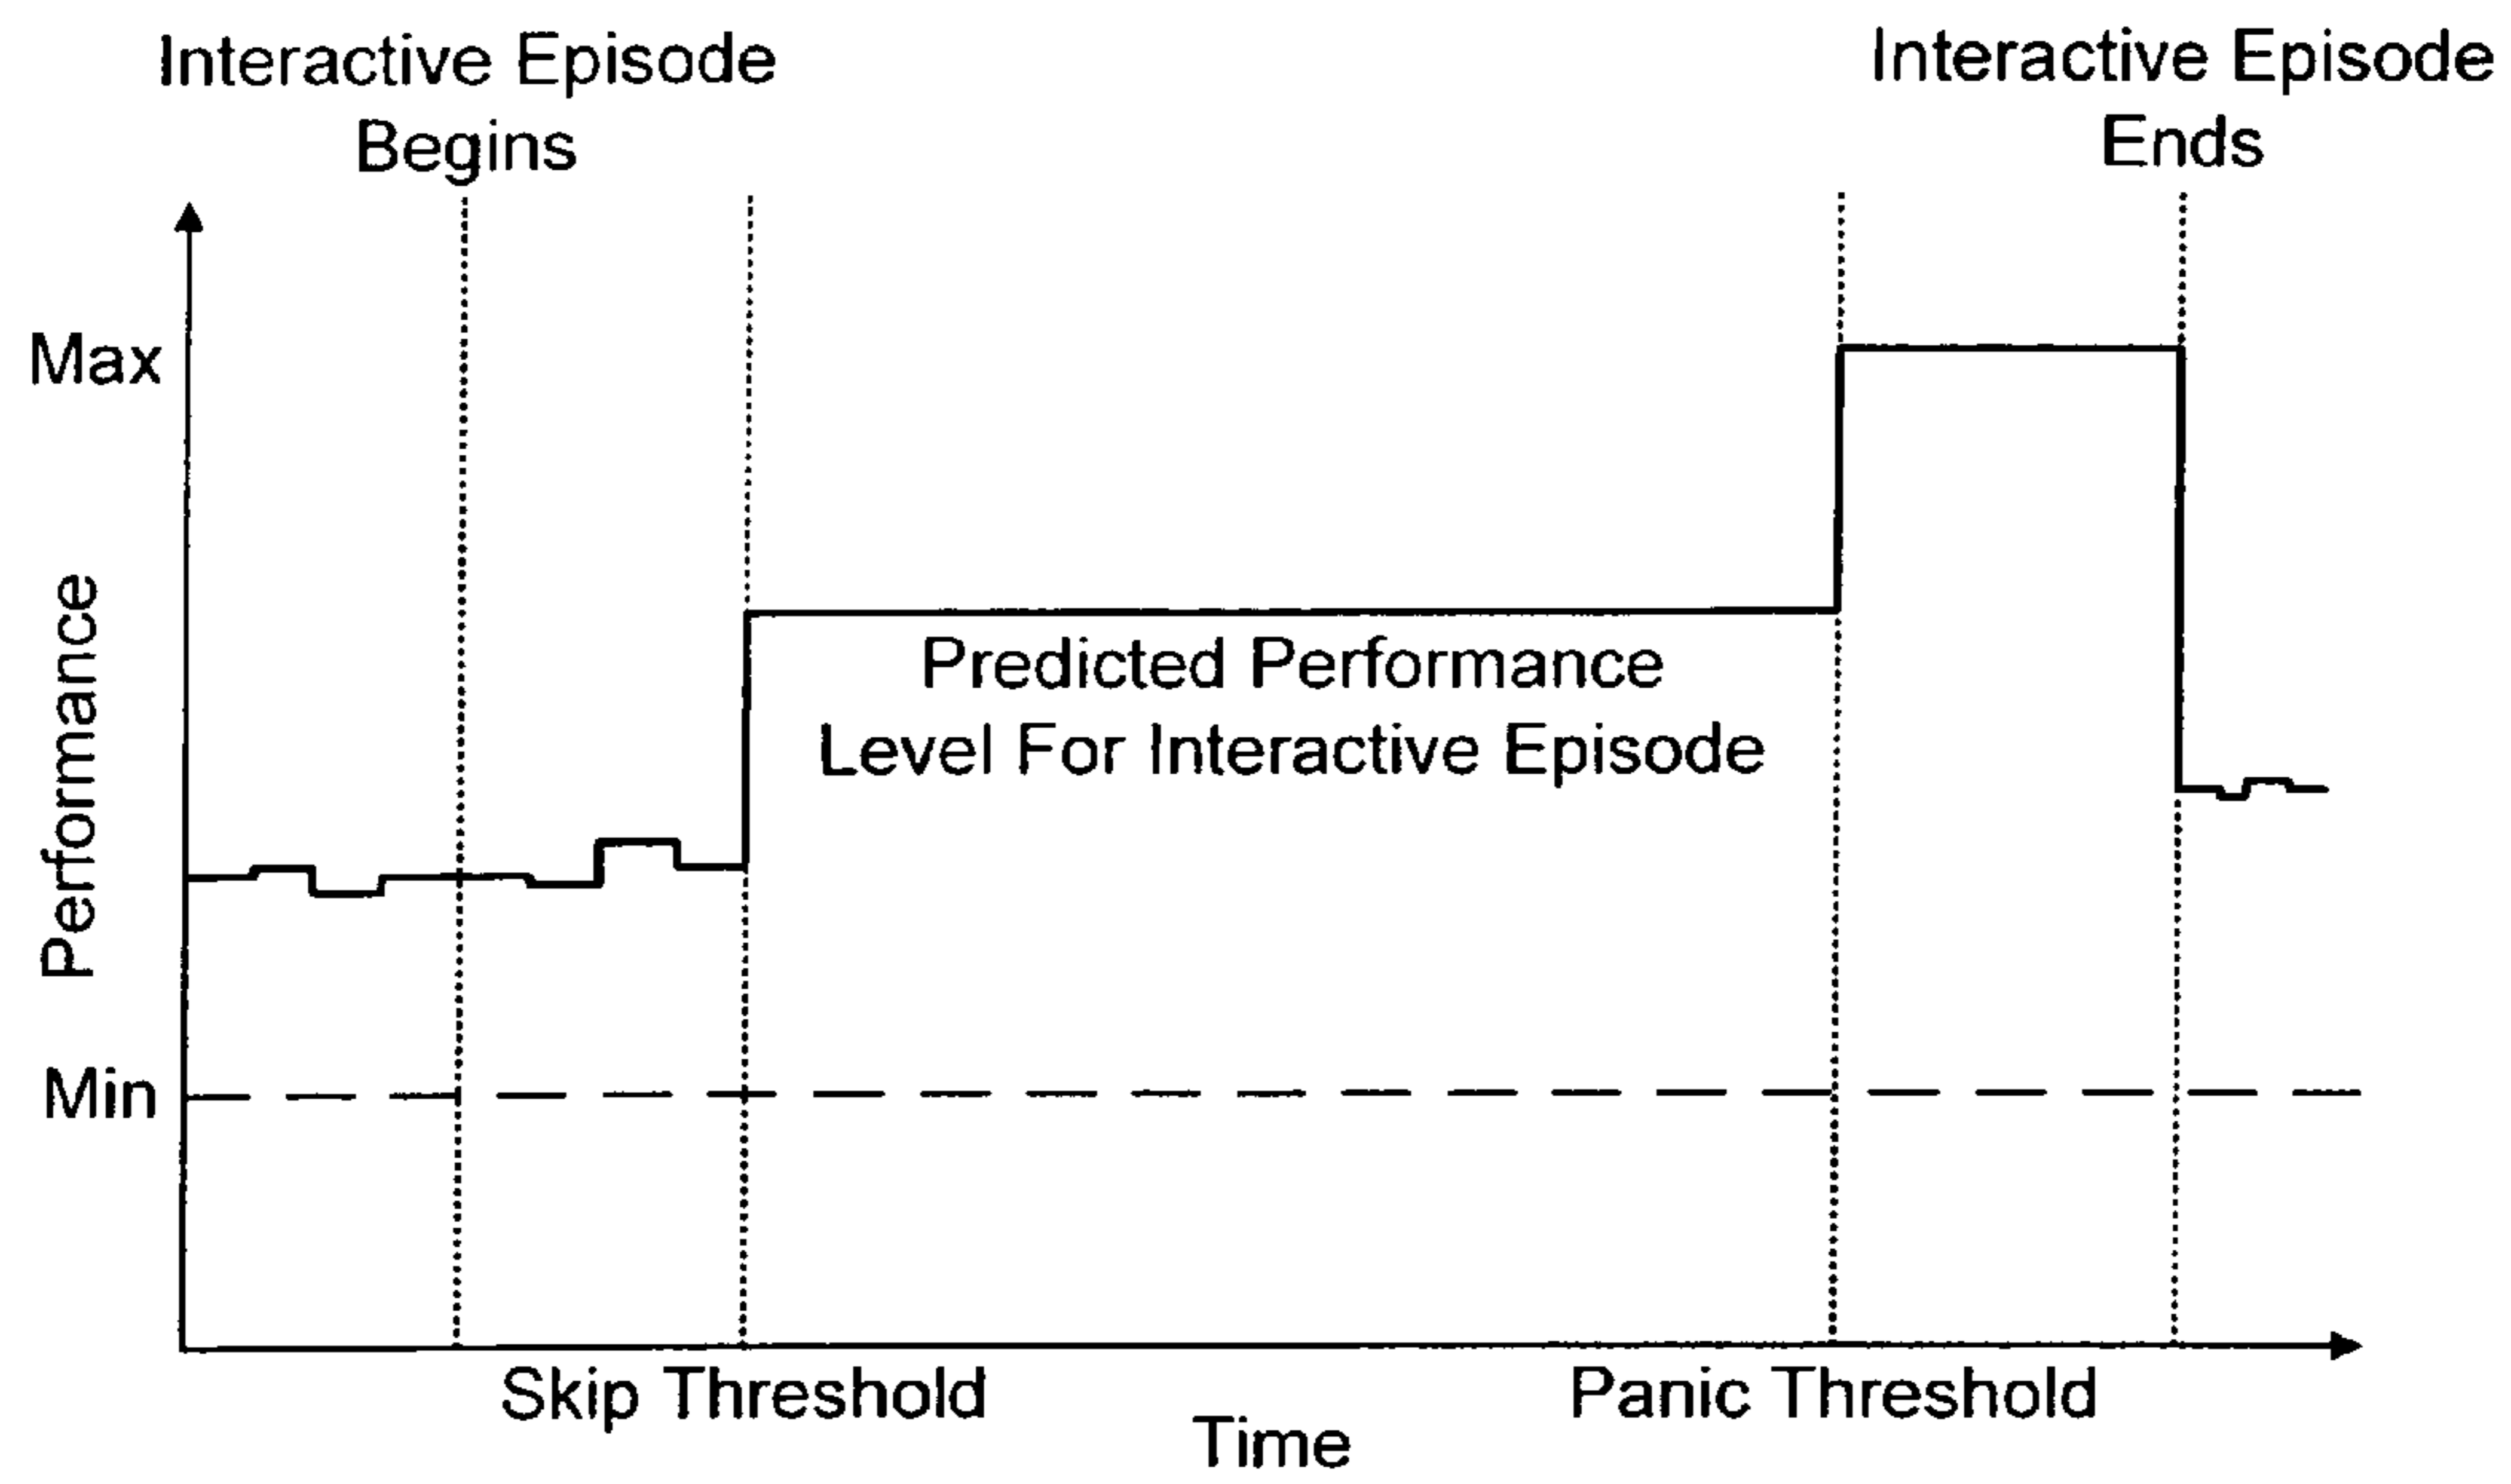 Interactive Episode
Begins
Interactive Episode
Ends
Max
Performance
Predicted Performance
Level For Interactive Episode
Min
Skip Threshold
Panic Threshold
Time